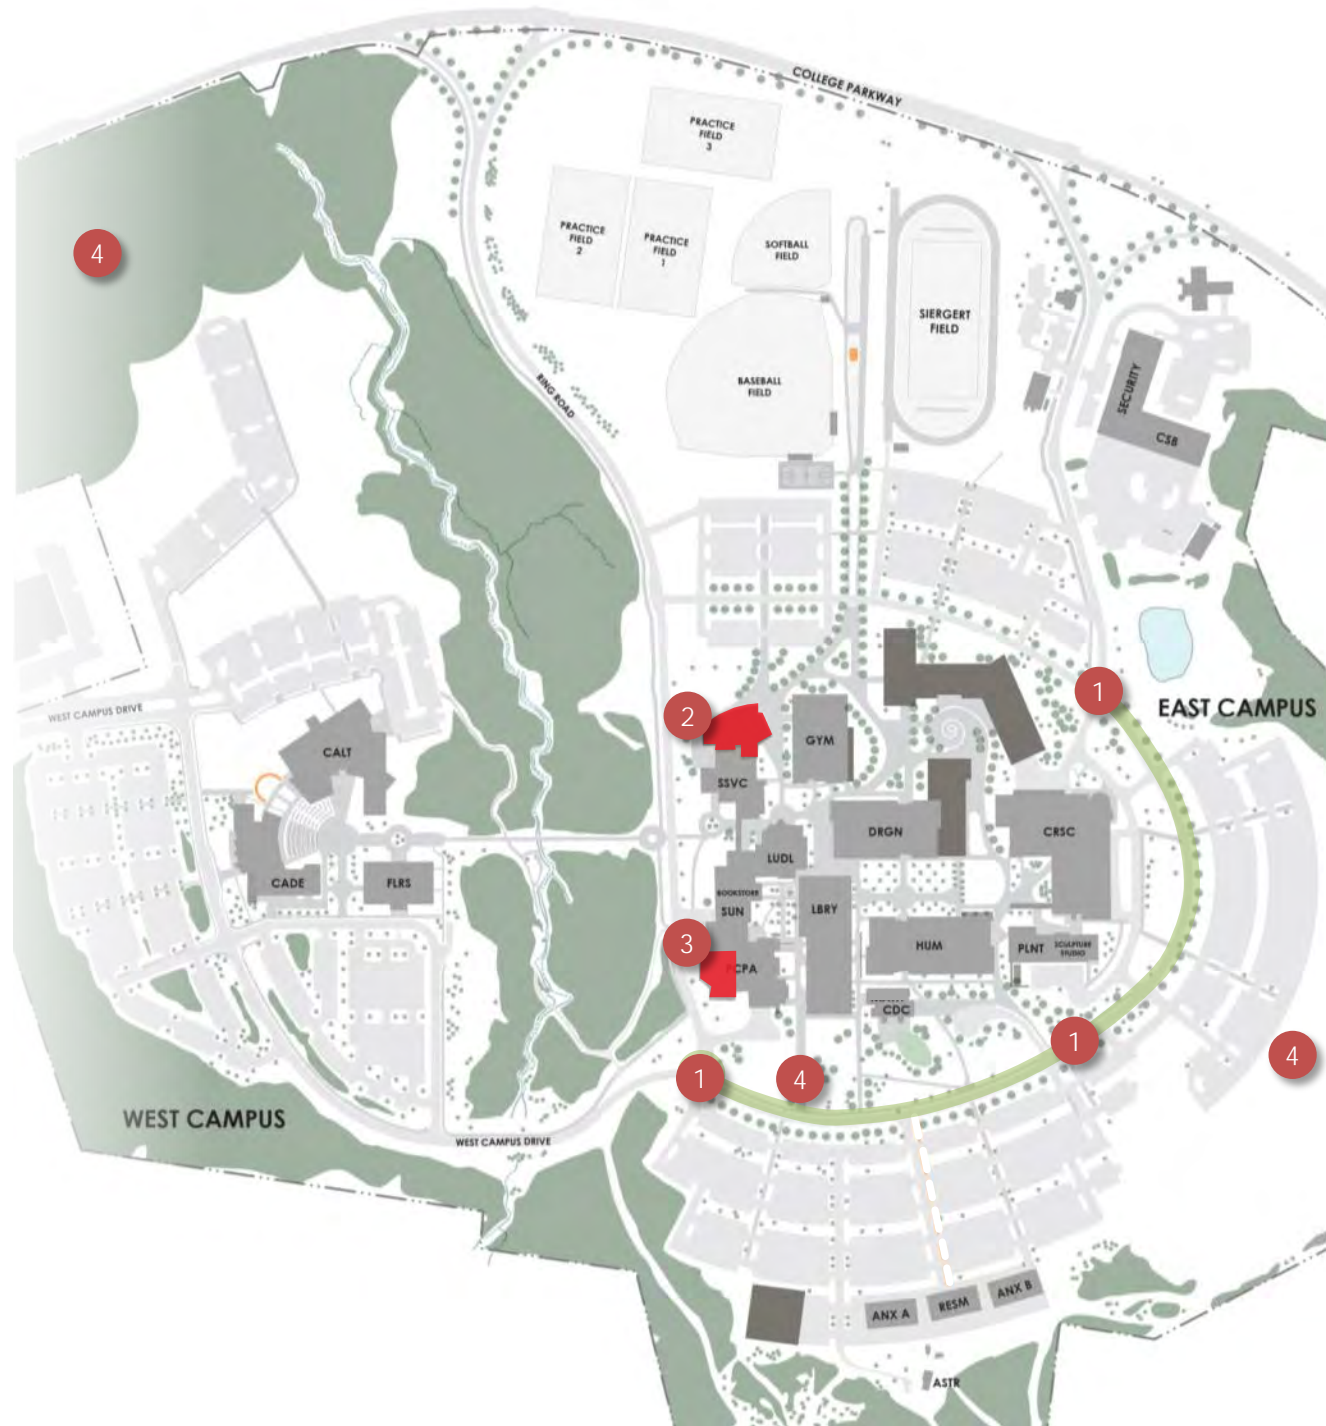 COLLEGE PARKWAY
PRACTICE
FIELD
3
PRACTICE
FIELD
2
PRACTICE
FIELD
1
SOFTBALL
FIELD
4
SIERGERT
FIELD
BASEBALL
FIELD
RING ROAD
SECURITY
CSB
1
EAST CAMPUS
WEST CAMPUS DRIVE
2
GYM
CALT
SSVC
DRGN
CRSC
LUDL
CADE
FLRS
BOOKSTORE
SUN
LBRY
3
HUM
PLNT
SCULPTURE
STUDIO
PCPA
CDC
1
4
1
4
WEST CAMPUS
WEST CAMPUS DRIVE
ANX A
RESM
ANX B
ASTR